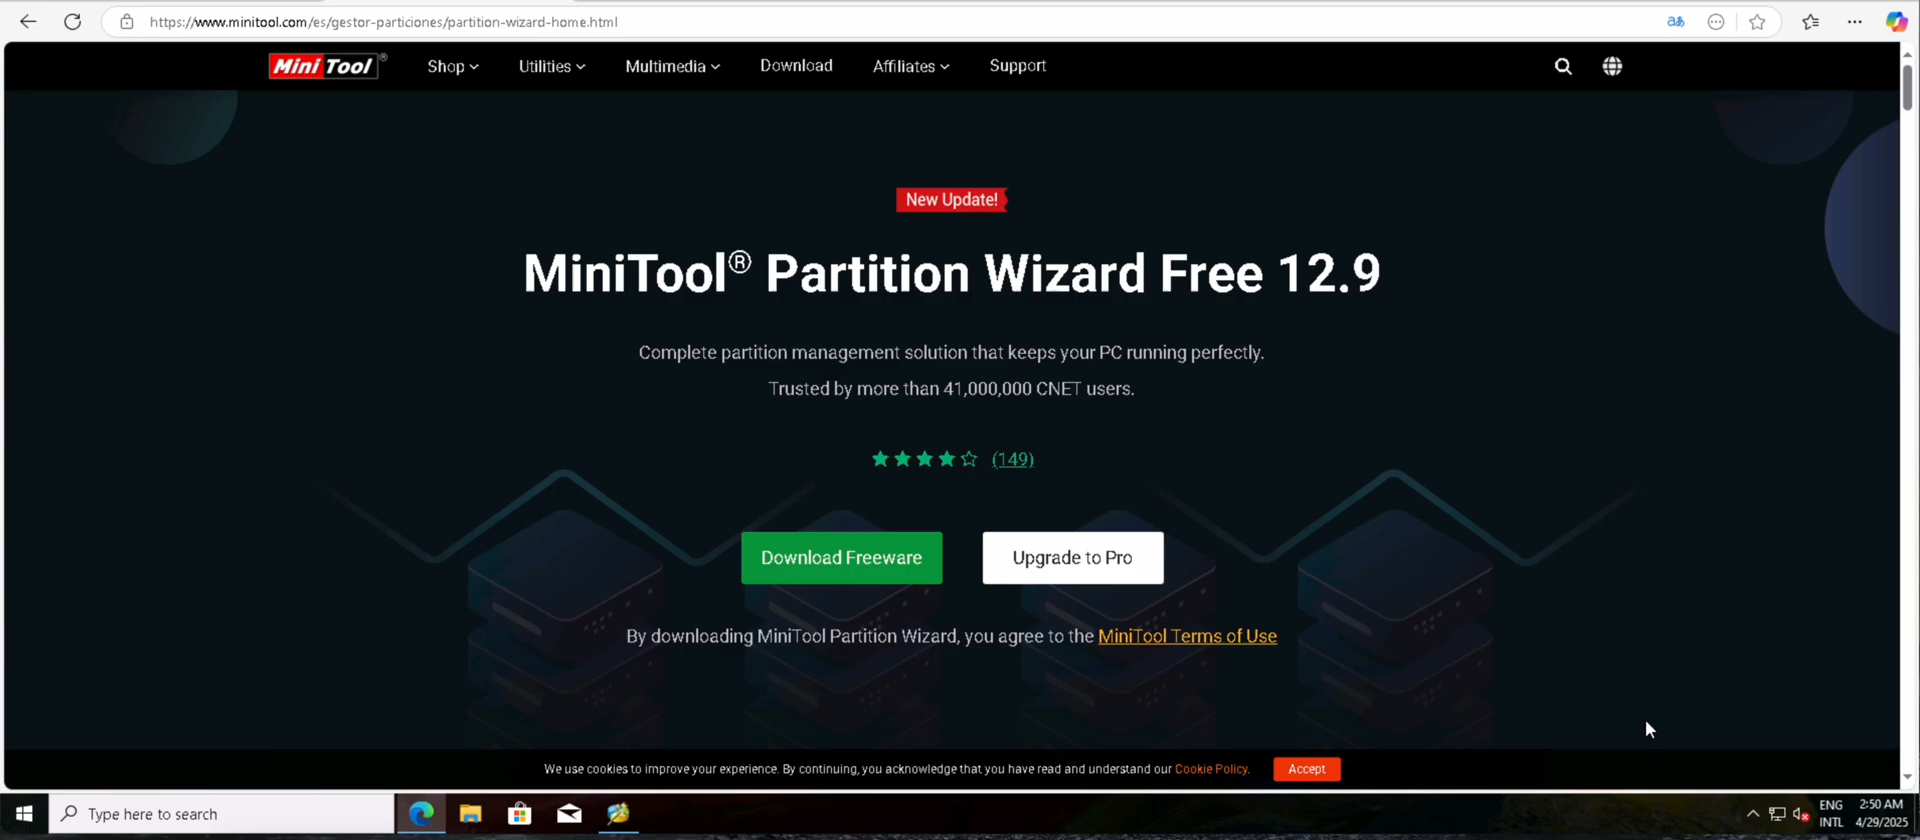 https://www.minitool.com/es/gestor-particiones/partition-wizard-home.html
aあ
Mini Tool ®
Shop
Utilities
Multimedia
Download
Affiliates
Support
New Update!
MiniTool® Partition Wizard Free 12.9
Complete partition management solution that keeps your PC running perfectly.
Trusted by more than 41,000,000 CNET users.
(149)
Download Freeware
Upgrade to Pro
By downloading MiniTool Partition Wizard, you agree to the MiniTool Terms of Use
We use cookies to improve your experience. By continuing, you acknowledge that you have read and understand our Cookie Policy.
Accept
Type here to search
ENG
INTL
2:50 AM
4/29/2025